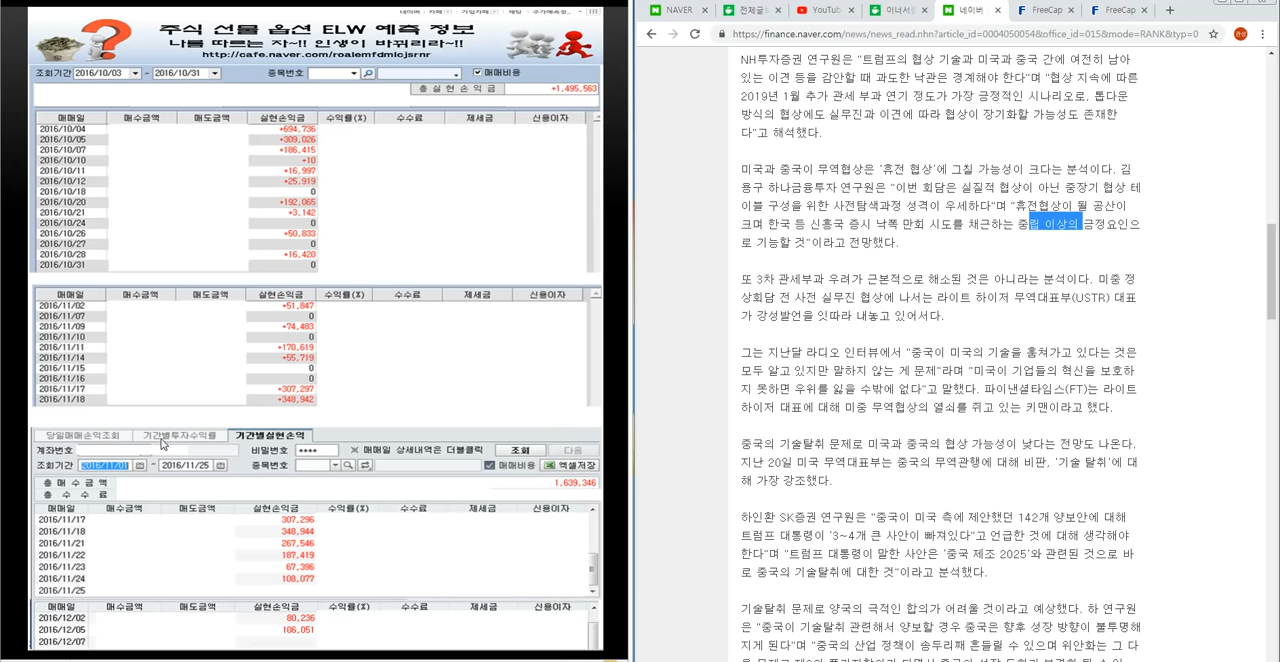 주식 선물 옵션 ELW 예측 정보
나를 따르는 자~!! 인생이 바뀌리라~!!
http://cafe.naver.com/roalemfdmlcjsrnr
조회기간 2016/10/03 - 2016/10/31 종목번호 매매비용
총 실 현 손 익 금 +1,495,563
매매일 매수금액 매도금액 실현손익금 수익률(%) 수수료 제세금 신용이자
2016/10/04 +694,736
2016/10/05 +309,026
2016/10/07 +186,415
2016/10/10 +10
2016/10/11 +16,997
2016/10/12 +25,919
2016/10/18 0
2016/10/20 +192,065
2016/10/21 +3,142
2016/10/24 0
2016/10/26 +50,833
2016/10/27 0
2016/10/28 +16,420
2016/10/31 0
매매일 매수금액 매도금액 실현손익금 수익률(%) 수수료 제세금 신용이자
2016/11/02 +51,847
2016/11/07 0
2016/11/09 +74,483
2016/11/10 0
2016/11/11 +170,619
2016/11/14 +55,719
2016/11/15 0
2016/11/16 0
2016/11/17 +307,297
2016/11/18 +348,942
당일매매손익조회 기간별투자수익률 기간별실현손익
계좌번호 비밀번호 **** ※ 매매일 상세내역은 더블클릭 조회 다음
조회기간 2016/11/01 - 2016/11/25 종목번호 매매비용 엑셀저장
총 매 수 금 액 1,639,346
총 수 수 료
매매일 매수금액 매도금액 실현손익금 수익률(%) 수수료 제세금 신용이자
2016/11/17 307,296
2016/11/18 348,944
2016/11/21 267,546
2016/11/22 187,419
2016/11/23 67,396
2016/11/24 108,077
2016/11/25
매매일 매수금액 매도금액 실현손익금 수익률(%) 수수료 제세금 신용이자
2016/12/02 80,236
2016/12/05 106,051
2016/12/07
NAVER 전제글 YouTub 이너서 네이버 FreeCap FreeCap
https://finance.naver.com/news/news_read.nhn?article_id=0004050054&office_id=015&mode=RANK&typ=0
NH투자증권 연구원은 "트럼프의 협상 기술과 미국과 중국 간에 여전히 남아
있는 이견 등을 감안할 때 과도한 낙관은 경계해야 한다"며 "협상 지속에 따른
2019년 1월 추가 관세 부과 연기 정도가 가장 긍정적인 시나리오로, 톱다운
방식의 협상에도 실무진과 이견에 따라 협상이 장기화할 가능성도 존재한
다"고 해석했다.
미국과 중국이 무역협상은 '휴전 협상'에 그칠 가능성이 크다는 분석이다. 김
용구 하나금융투자 연구원은 "이번 회담은 실질적 협상이 아닌 중장기 협상 테
이블 구성을 위한 사전탐색과정 성격이 우세하다"며 "휴전협상이 될 공산이
크며 한국 등 신흥국 증시 낙폭 만회 시도를 채근하는 중립 이상의 긍정요인으
로 기능할 것"이라고 전망했다.
또 3차 관세부과 우려가 근본적으로 해소된 것은 아니라는 분석이다. 미중 정
상회담 전 사전 실무진 협상에 나서는 라이트 하이저 무역대표부(USTR) 대표
가 강성발언을 잇따라 내놓고 있어서다.
그는 지난달 라디오 인터뷰에서 "중국이 미국의 기술을 훔쳐가고 있다는 것은
모두 알고 있지만 말하지 않는 게 문제"라며 "미국이 기업들의 혁신을 보호하
지 못하면 우위를 잃을 수밖에 없다"고 말했다. 파이낸셜타임스(FT)는 라이트
하이저 대표에 대해 미중 무역협상의 열쇠를 쥐고 있는 키맨이라고 했다.
중국의 기술탈취 문제로 미국과 중국의 협상 가능성이 낮다는 전망도 나온다.
지난 20일 미국 무역대표부는 중국의 무역관행에 대해 비판, '기술 탈취'에 대
해 가장 강조했다.
하인환 SK증권 연구원은 "중국이 미국 측에 제안했던 142개 양보안에 대해
트럼프 대통령이 '3~4개 큰 사안이 빠져있다"고 언급한 것에 대해 생각해야
한다"며 "트럼프 대통령이 말한 사안은 '중국 제조 2025'와 관련된 것으로 바
로 중국의 기술탈취에 대한 것"이라고 분석했다.
기술탈취 문제로 양국의 극적인 합의가 어려울 것이라고 예상했다. 하 연구원
은 "중국이 기술탈취 관련해서 양보할 경우 중국은 향후 성장 방향이 불투명해
지게 된다"며 "중국의 산업 정책이 송두리째 흔들릴 수 있으며 위안화는 그 다